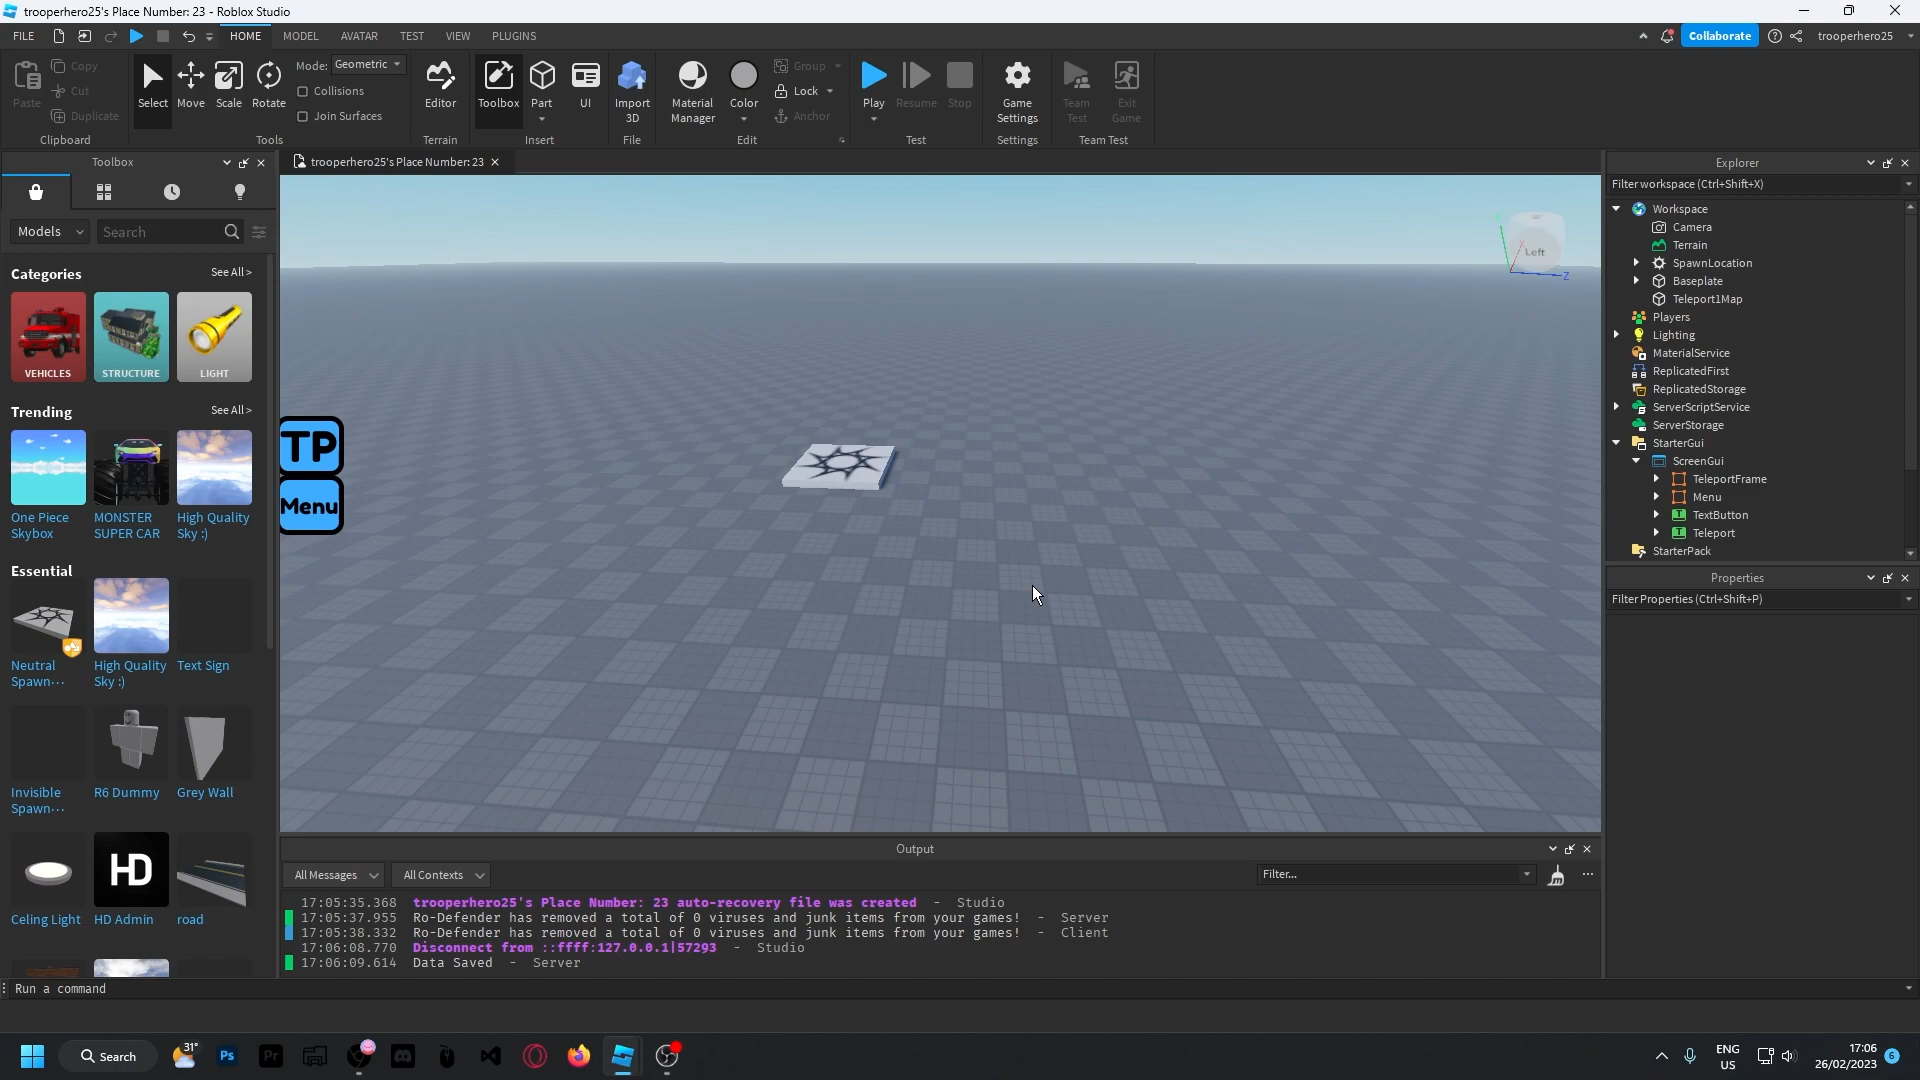 trooperhero25's Place Number: 23 - Roblox Studio
FILE HOME MODEL AVATAR TEST VIEW PLUGINS Collaborate trooperhero25
Paste Copy Cut Duplicate
Clipboard
Select Move Scale Rotate
Mode: Geometric
Collisions
Join Surfaces
Tools
Editor
Terrain
Toolbox Part UI
Insert
Import 3D
File
Material Manager Color Group Lock Anchor
Edit
Play Resume Stop
Test
Game Settings
Settings
Team Test Exit Game
Team Test
Toolbox
Models Search
Categories See All >
VEHICLES STRUCTURE LIGHT
Trending See All >
One Piece Skybox
MONSTER SUPER CAR
High Quality Sky :)
Essential
Neutral Spawn...
High Quality Sky :)
Text Sign
Invisible Spawn...
R6 Dummy
Grey Wall
Celing Light
HD
HD Admin
road
trooperhero25's Place Number: 23
Left
Z
TP
Menu
Output
All Messages All Contexts Filter...
17:05:35.368 trooperhero25's Place Number: 23 auto-recovery file was created - Studio
17:05:37.955 Ro-Defender has removed a total of 0 viruses and junk items from your games! - Server
17:05:38.332 Ro-Defender has removed a total of 0 viruses and junk items from your games! - Client
17:06:08.770 Disconnect from ::ffff:127.0.0.1|57293 - Studio
17:06:09.614 Data Saved - Server
Explorer
Filter workspace (Ctrl+Shift+X)
Workspace
Camera
Terrain
SpawnLocation
Baseplate
Teleport1Map
Players
Lighting
MaterialService
ReplicatedFirst
ReplicatedStorage
ServerScriptService
ServerStorage
StarterGui
ScreenGui
TeleportFrame
Menu
TextButton
Teleport
StarterPack
Properties
Filter Properties (Ctrl+Shift+P)
Run a command
Search 31° Ps Pr ENG US 17:06 26/02/2023 6